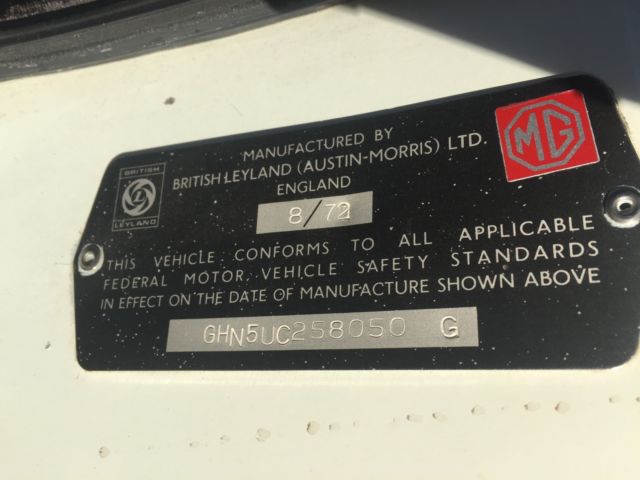 MANUFACTURED BY
BRITISH LEYLAND (AUSTIN-MORRIS) LTD.
ENGLAND
MG
BRITISH
L
LEYLAND
8/72
THIS VEHICLE CONFORMS TO ALL APPLICABLE
FEDERAL MOTOR VEHICLE SAFETY STANDARDS
IN EFFECT ON THE DATE OF MANUFACTURE SHOWN ABOVE
GHN5UC258050 G